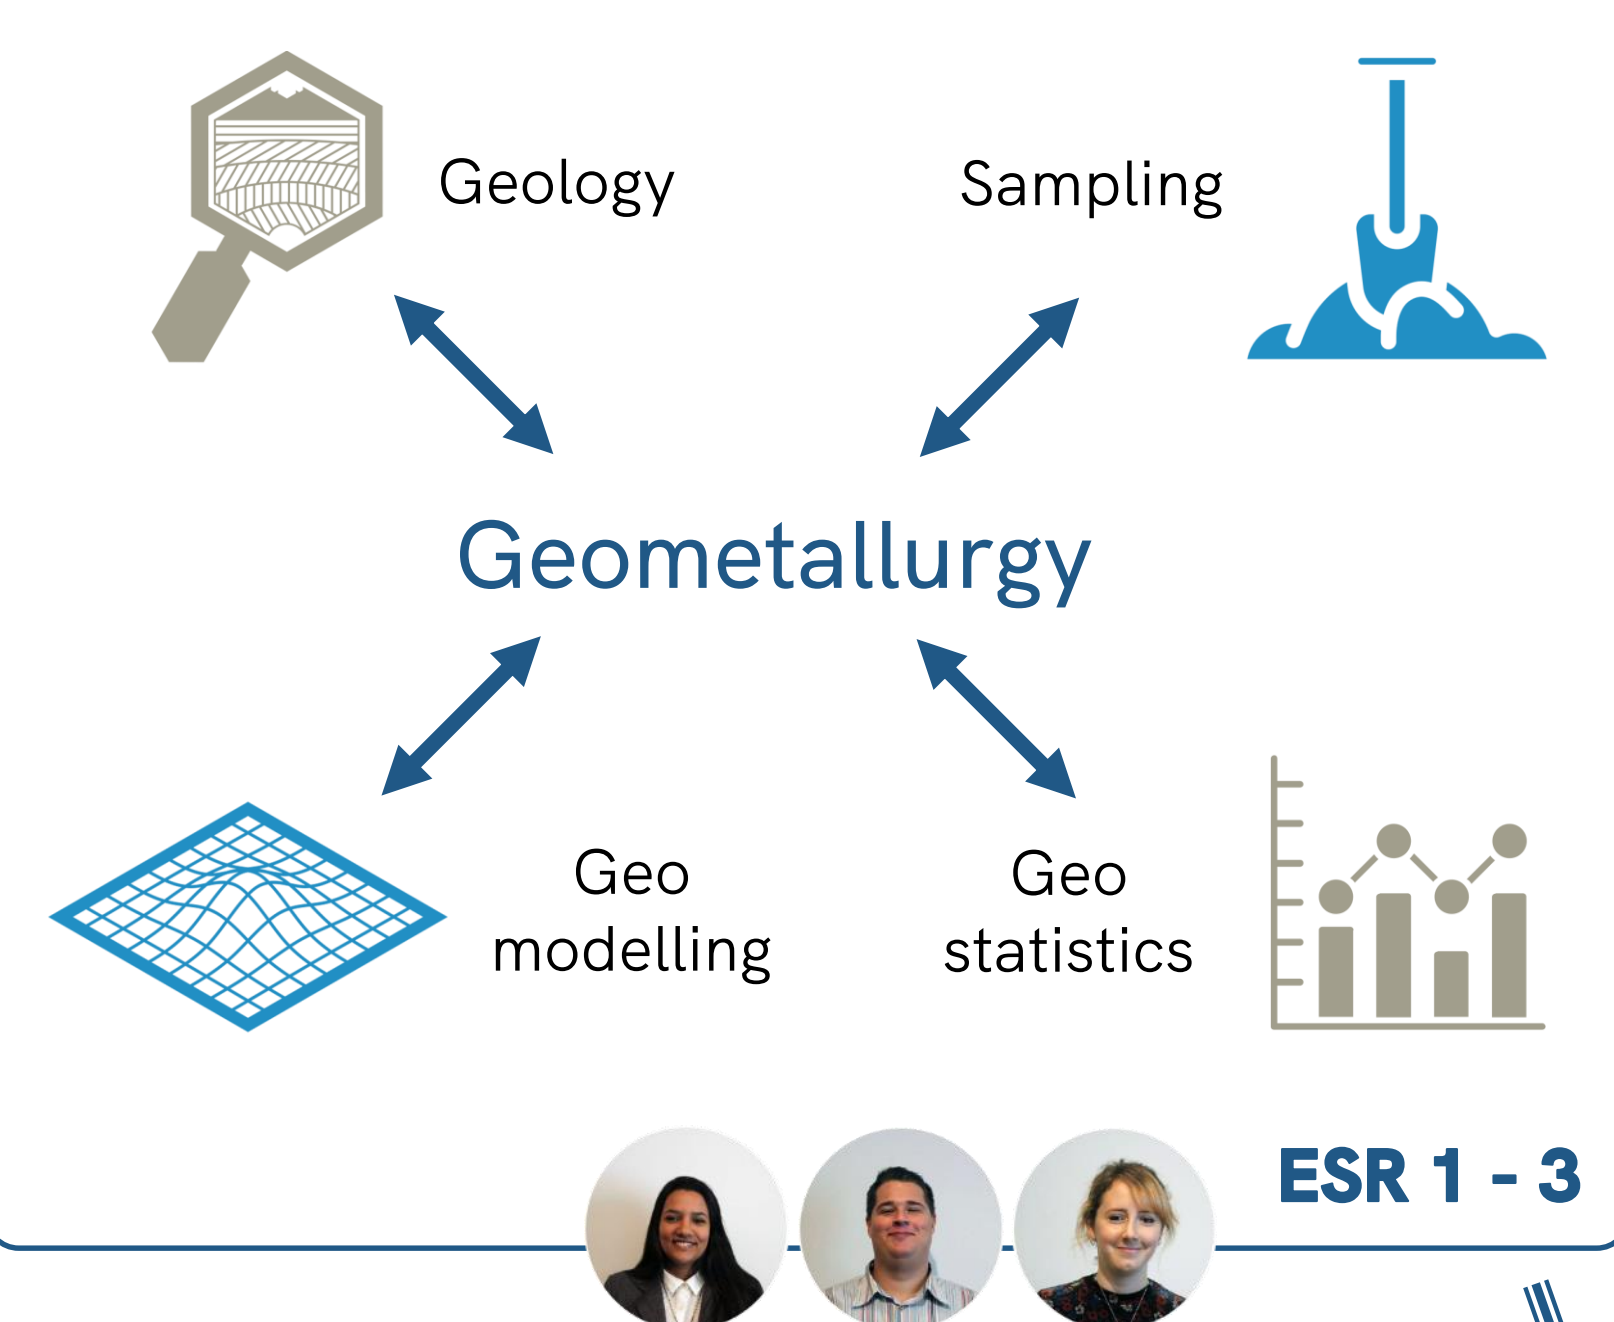 Geology
Sampling
Geometallurgy
Geo
modelling
Geo
statistics
ESR 1 - 3